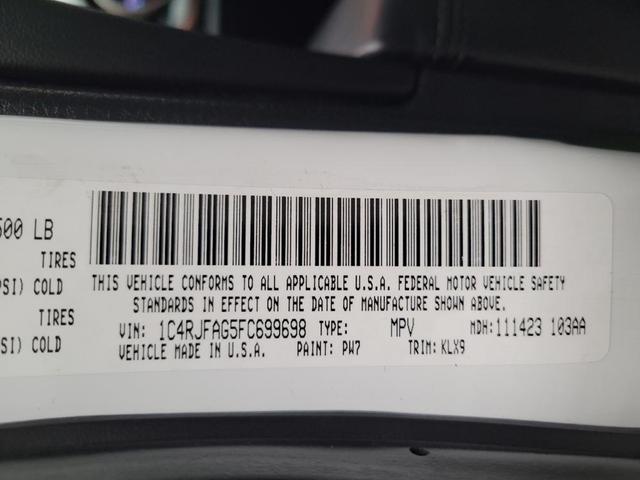 500 LB
TIRES
PSI) COLD
TIRES
SI) COLD
THIS VEHICLE CONFORMS TO ALL APPLICABLE U.S.A. FEDERAL MOTOR VEHICLE SAFETY
STANDARDS IN EFFECT ON THE DATE OF MANUFACTURE SHOWN ABOVE.
VIN: 1C4RJFAG5FC699698 TYPE: MPV MDH: 111423 103AA
VEHICLE MADE IN U.S.A. PAINT: PW7 TRIM: KLX9